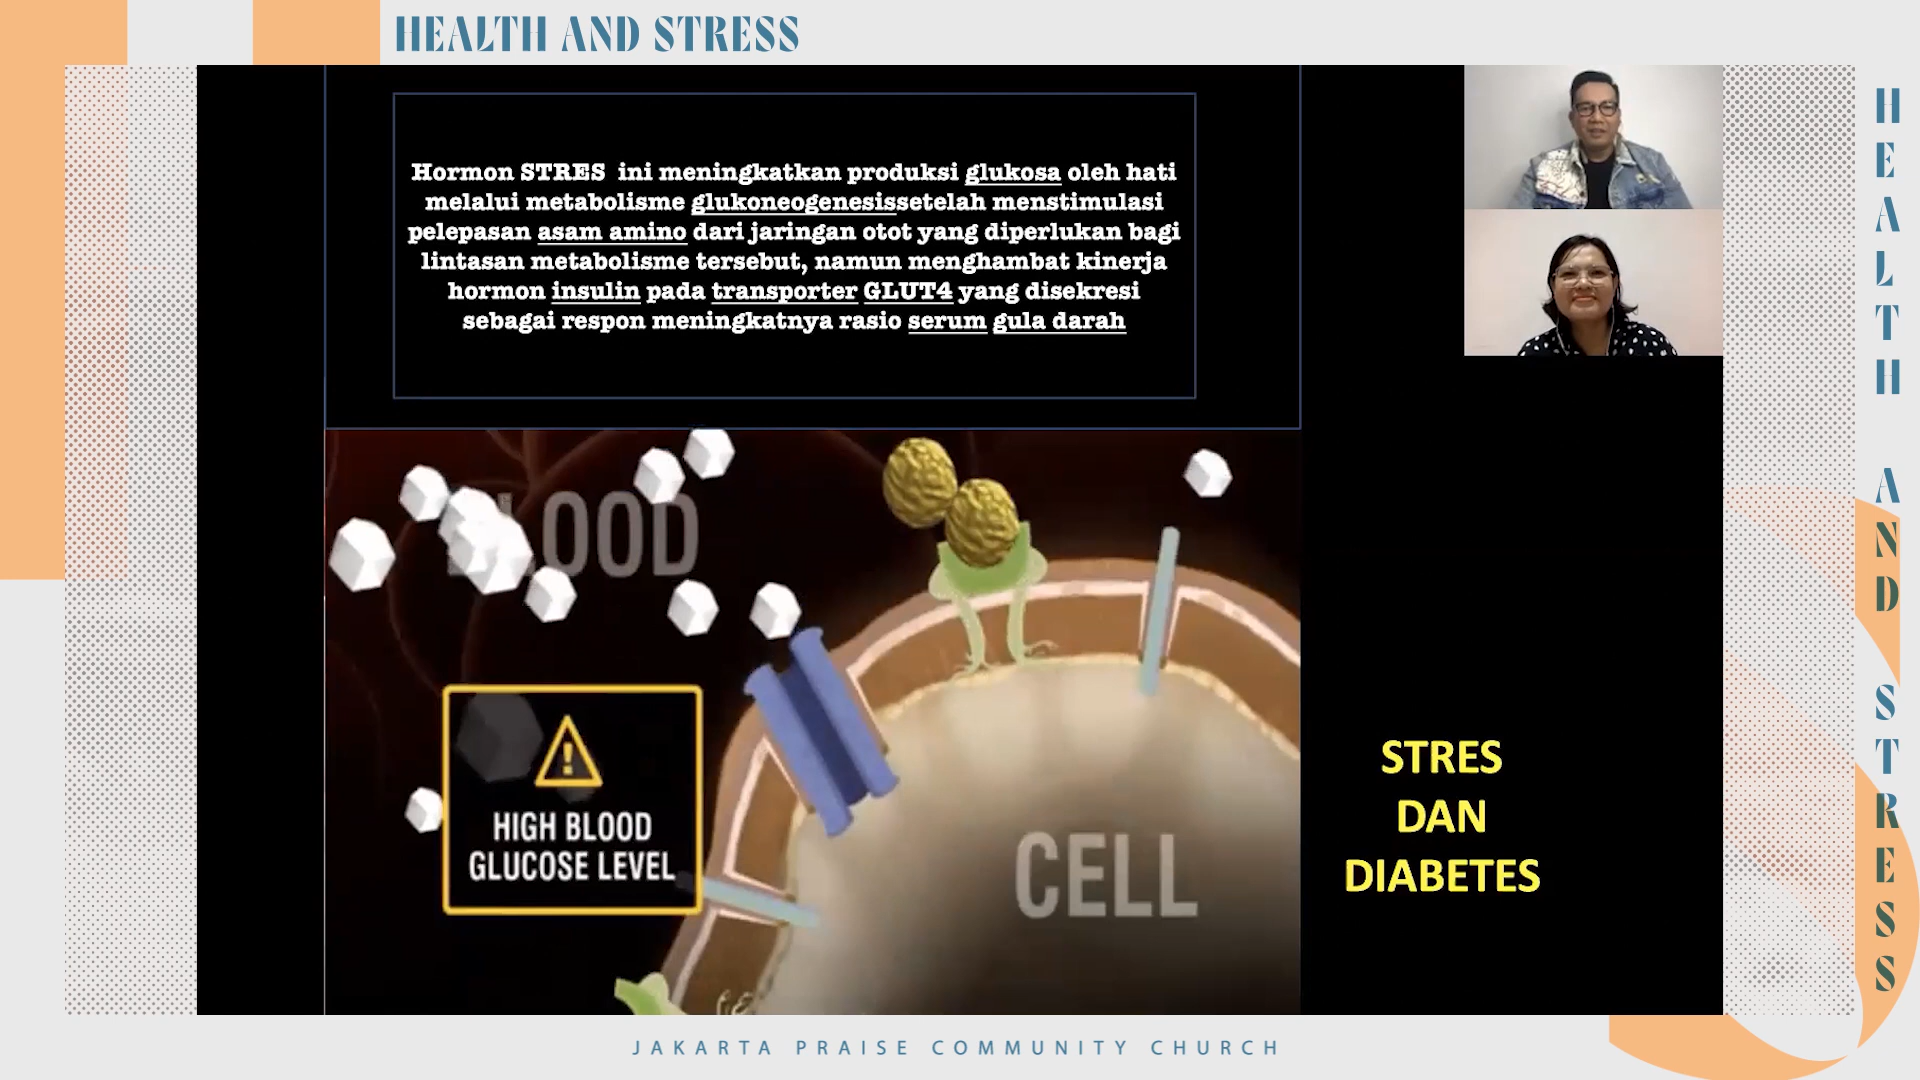 HEALTH AND STRESS
Hormon STRES ini meningkatkan produksi glukosa oleh hati
melalui metabolisme glukoneogenesissetelah menstimulasi
pelepasan asam amino dari jaringan otot yang diperlukan bagi
lintasan metabolisme tersebut, namun menghambat kinerja
hormon insulin pada transporter GLUT4 yang disekresi
sebagai respon meningkatnya rasio serum gula darah
BLOOD
HIGH BLOOD
GLUCOSE LEVEL
CELL
STRES
DAN
DIABETES
HEALTH AND STRESS
JAKARTA PRAISE COMMUNITY CHURCH